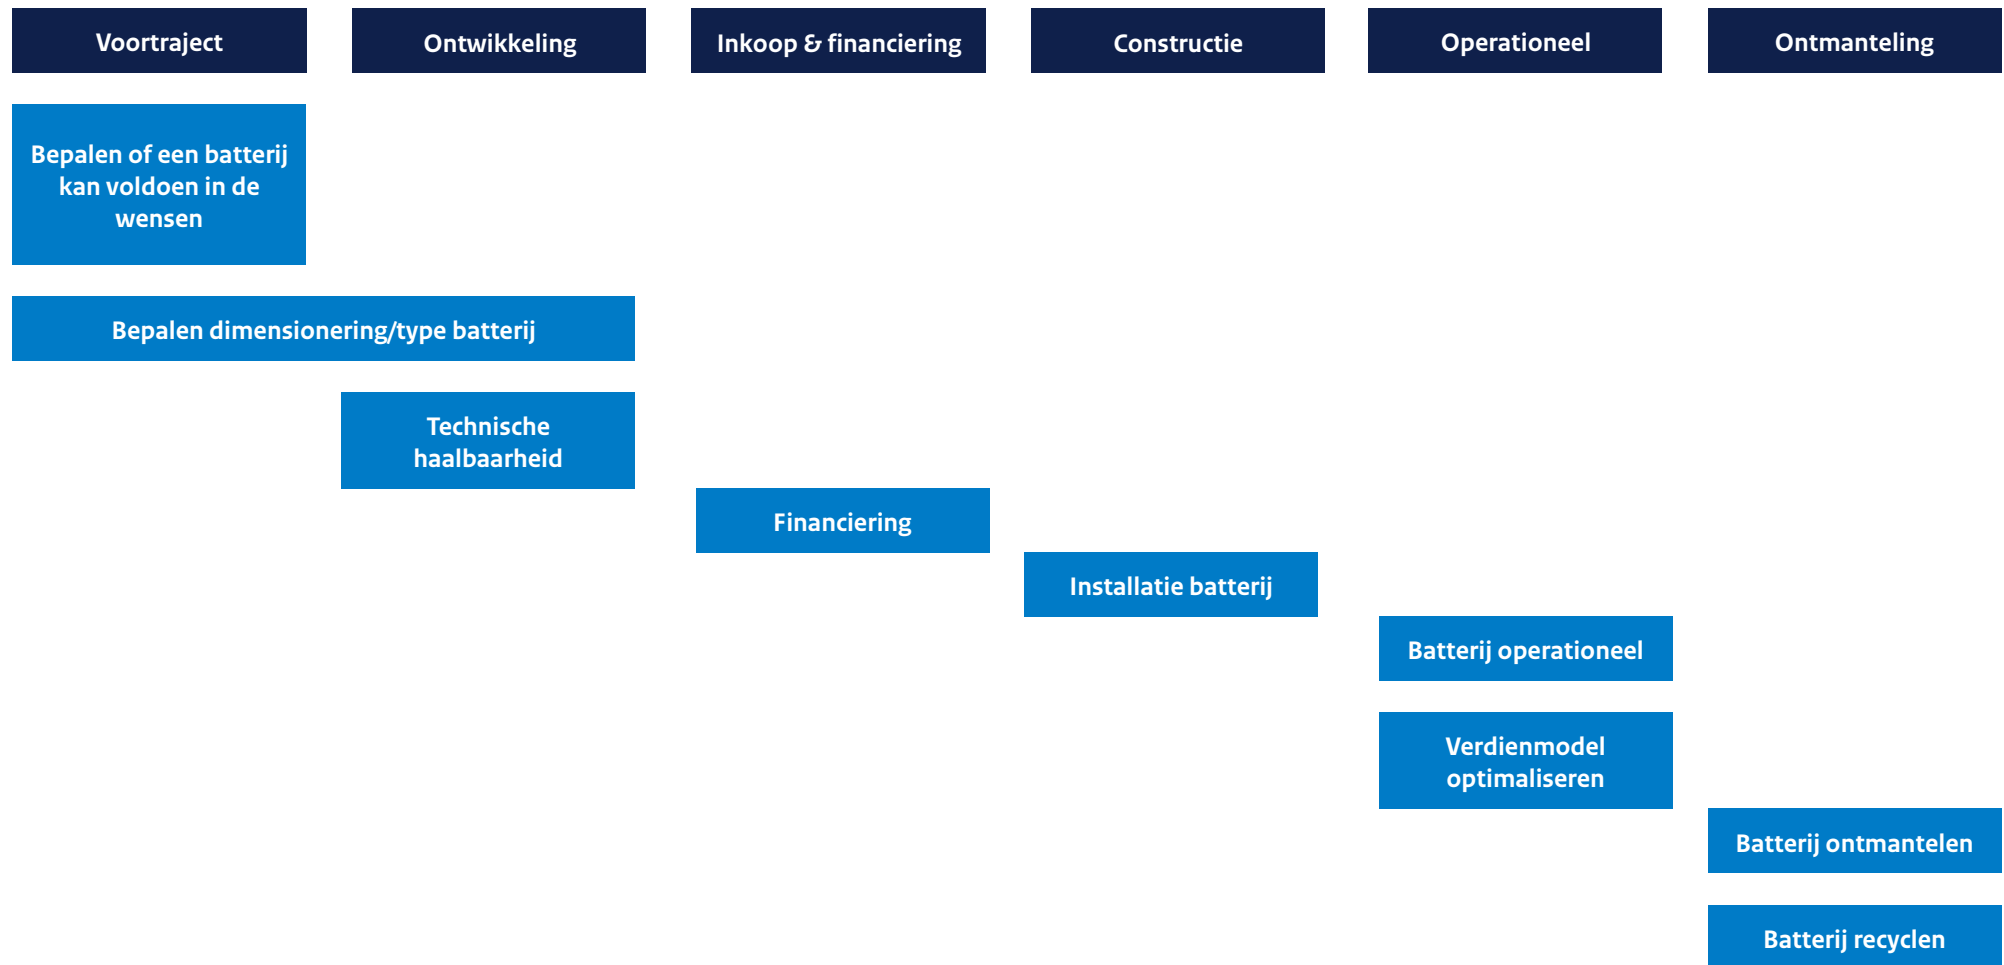 Voortraject
Ontwikkeling
Inkoop & financiering
Constructie
Operationeel
Ontmanteling
Bepalen of een batterij
kan voldoen in de
wensen
Bepalen dimensionering/type batterij
Technische
haalbaarheid
Financiering
Installatie batterij
Batterij operationeel
Verdienmodel
optimaliseren
Batterij ontmantelen
Batterij recyclen